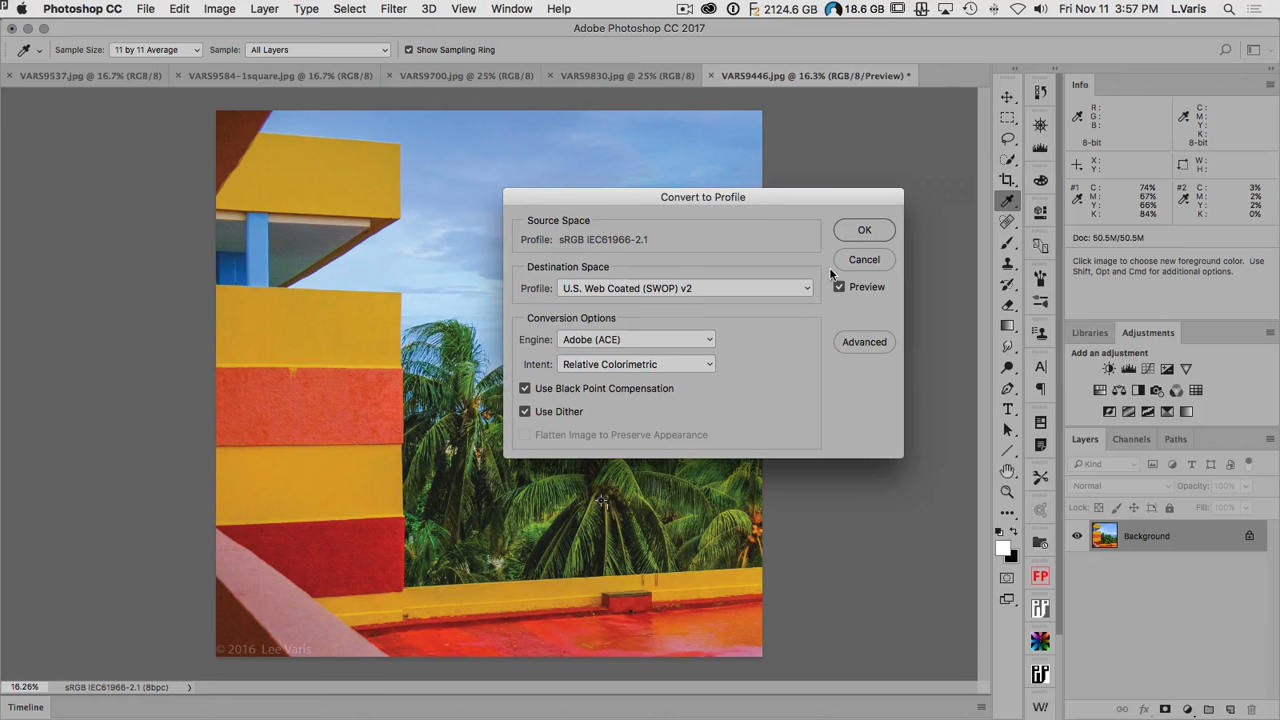 Photoshop CC File Edit Image Layer Type Select Filter 3D View Window Help 2124.6 G 18.6 G Fri Nov 11 3:57 PM L.Varis
Adobe Photoshop CC 2017
Sample Size: 11 by 11 Average Sample: All Layers Show Sampling Ring
VARS9537.jpg @ 16.7% (RGB/8) VARS9584-1square.jpg @ 16.7% (RGB/8) VARS9700.jpg @ 25% (RGB/8) VARS9830.jpg @ 25% (RGB/8) VARS9446.jpg @ 16.3% (RGB/8/Preview) *
Convert to Profile
Source Space
Profile: sRGB IEC61966-2.1
Destination Space
Profile: U.S. Web Coated (SWOP) v2
Conversion Options
Engine: Adobe (ACE)
Intent: Relative Colorimetric
Use Black Point Compensation
Use Dither
Flatten Image to Preserve Appearance
OK
Cancel
Preview
Advanced
Info
R: C:
G: M:
B: Y:
K:
8-bit 8-bit
X: W:
Y: H:
#1 C: 74% #2 C: 3%
M: 67% M: 2%
Y: 66% Y: 2%
K: 84% K: 0%
Doc: 50.5M/50.5M
Click image to choose new foreground color. Use
Shift, Opt and Cmd for additional options.
Libraries Adjustments
Add an adjustment
Layers Channels Paths
Kind
Normal Opacity: 100%
Lock: Fill: 100%
Background
FP
W!
© 2016 Lee Varis
16.26% sRGB IEC61966-2.1 (8bpc)
Timeline